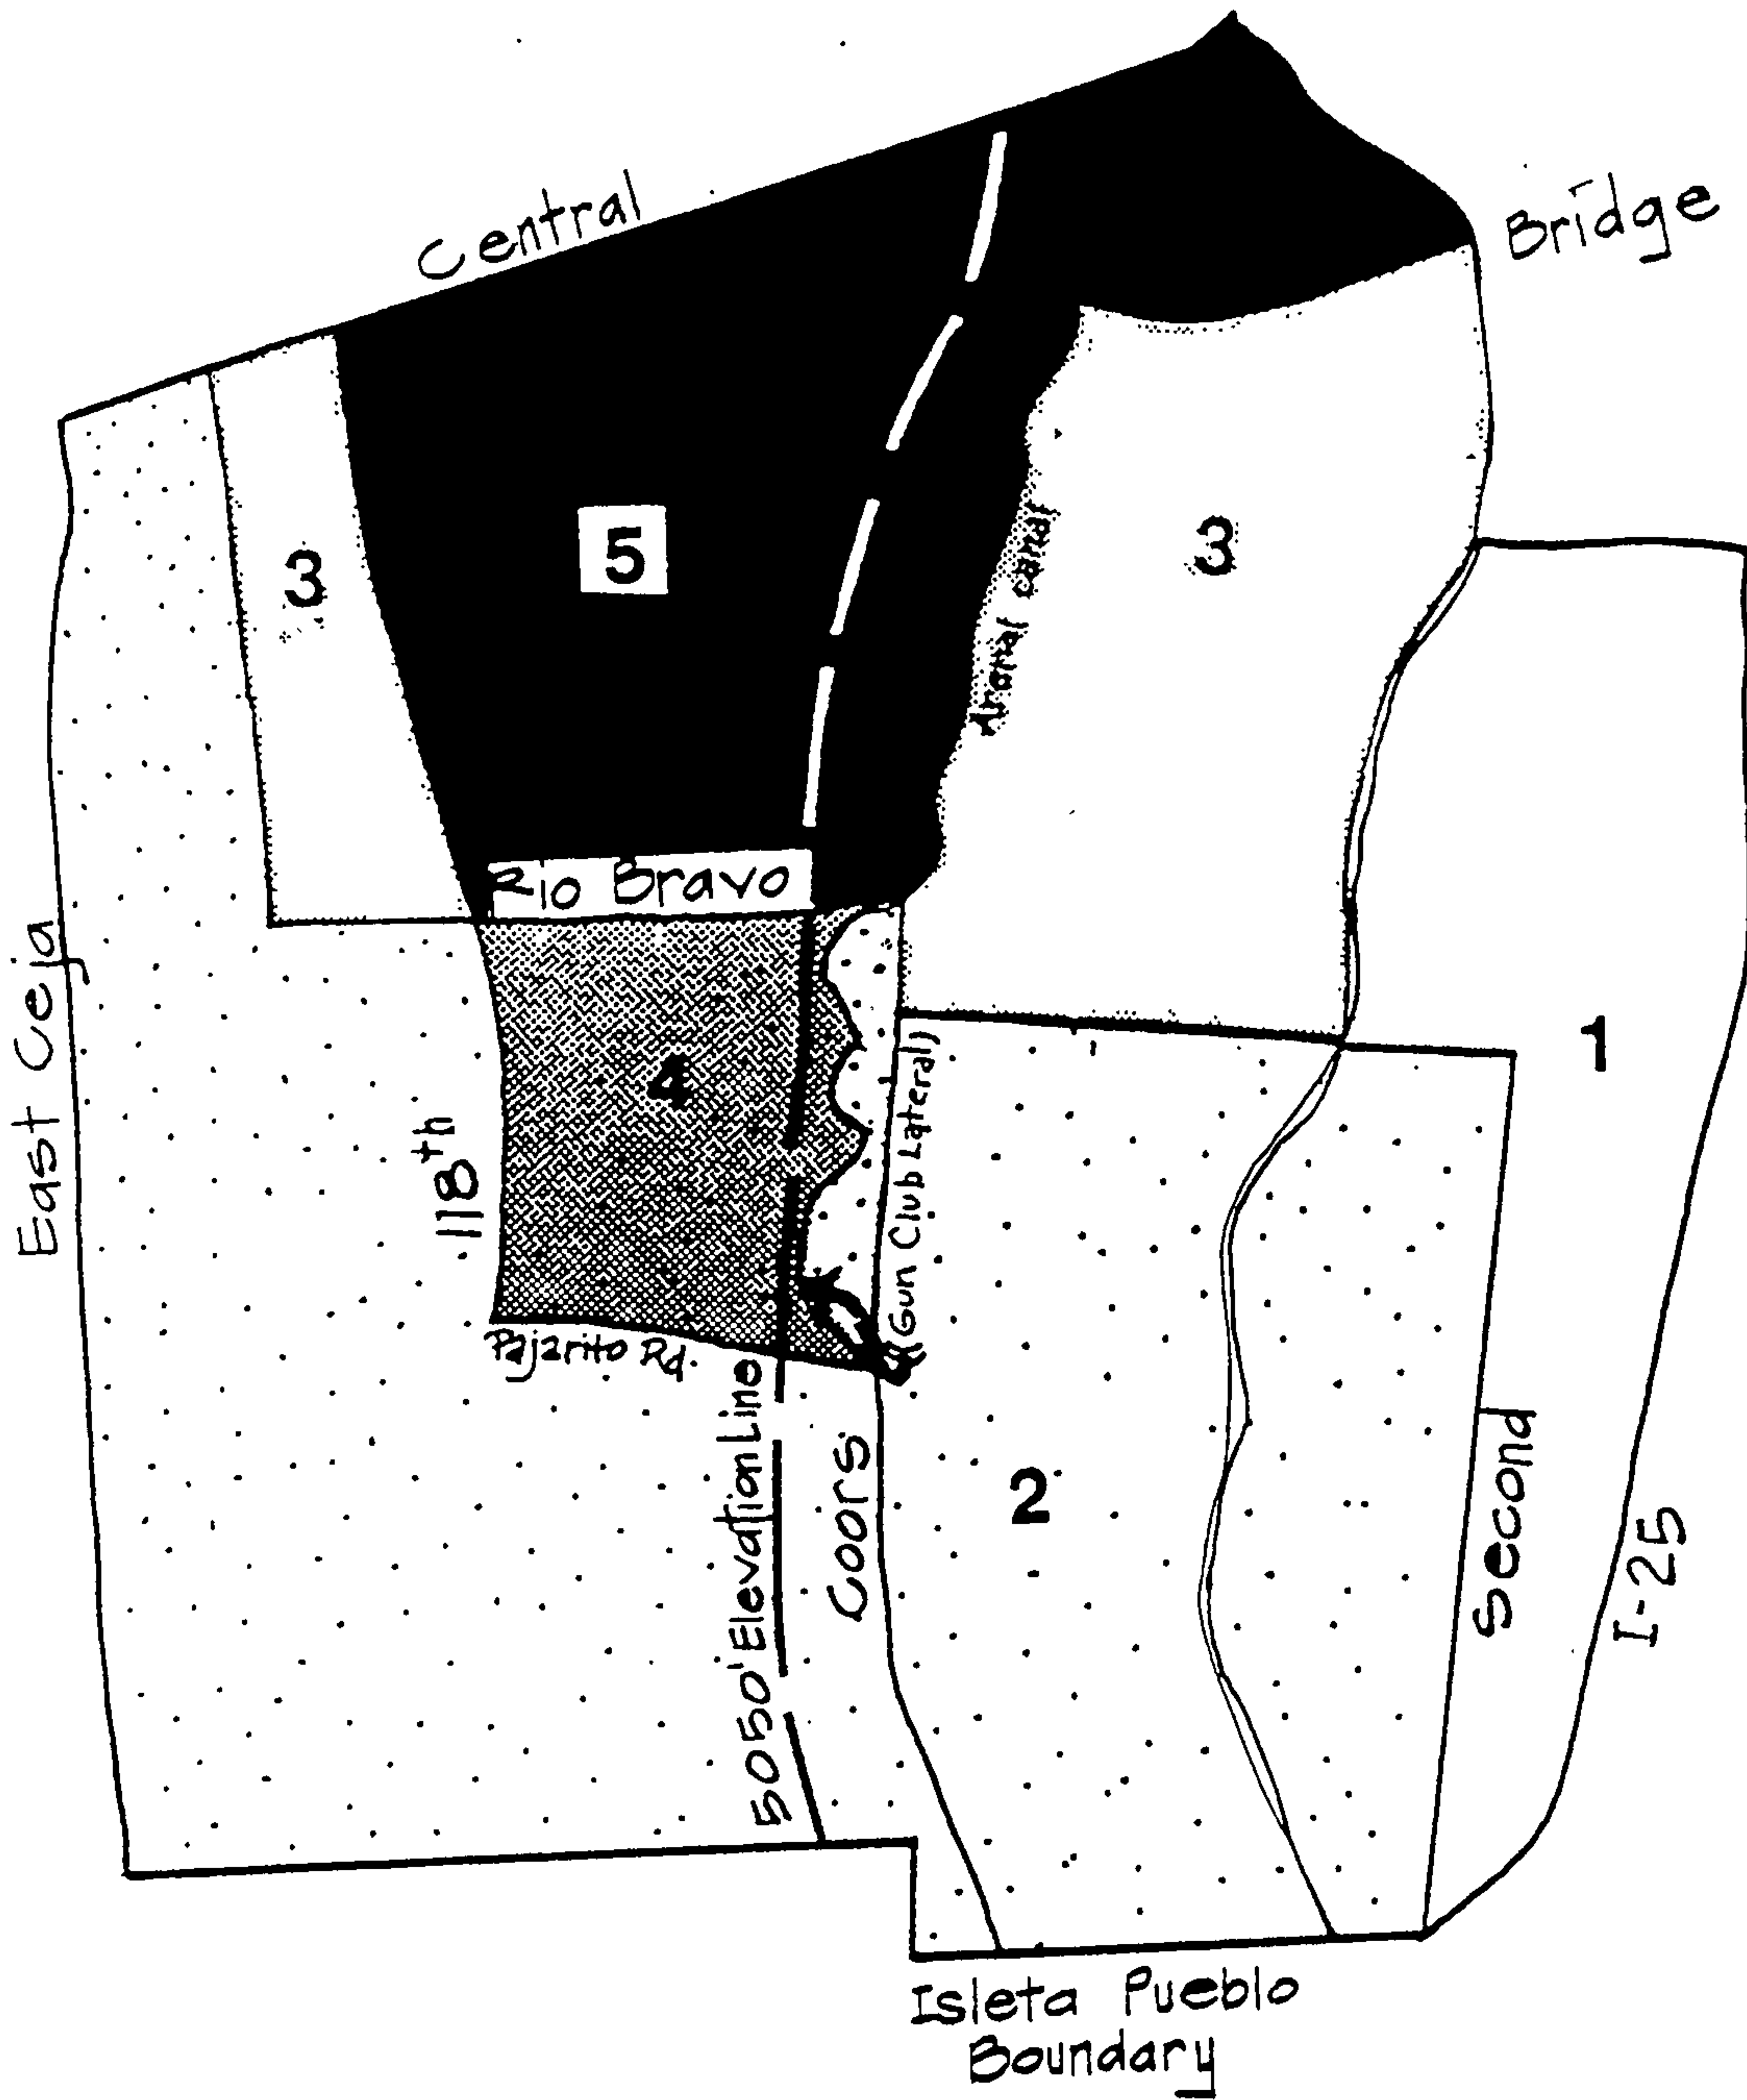 Central
Bridge
5
3
3
canal
Rio Bravo
East Ceja
118th
4
(Gun Club Lateral)
1
Pajarito Rd.
5050' Elevation Line
Coors
2
Second
I-25
Isleta Pueblo
Boundary